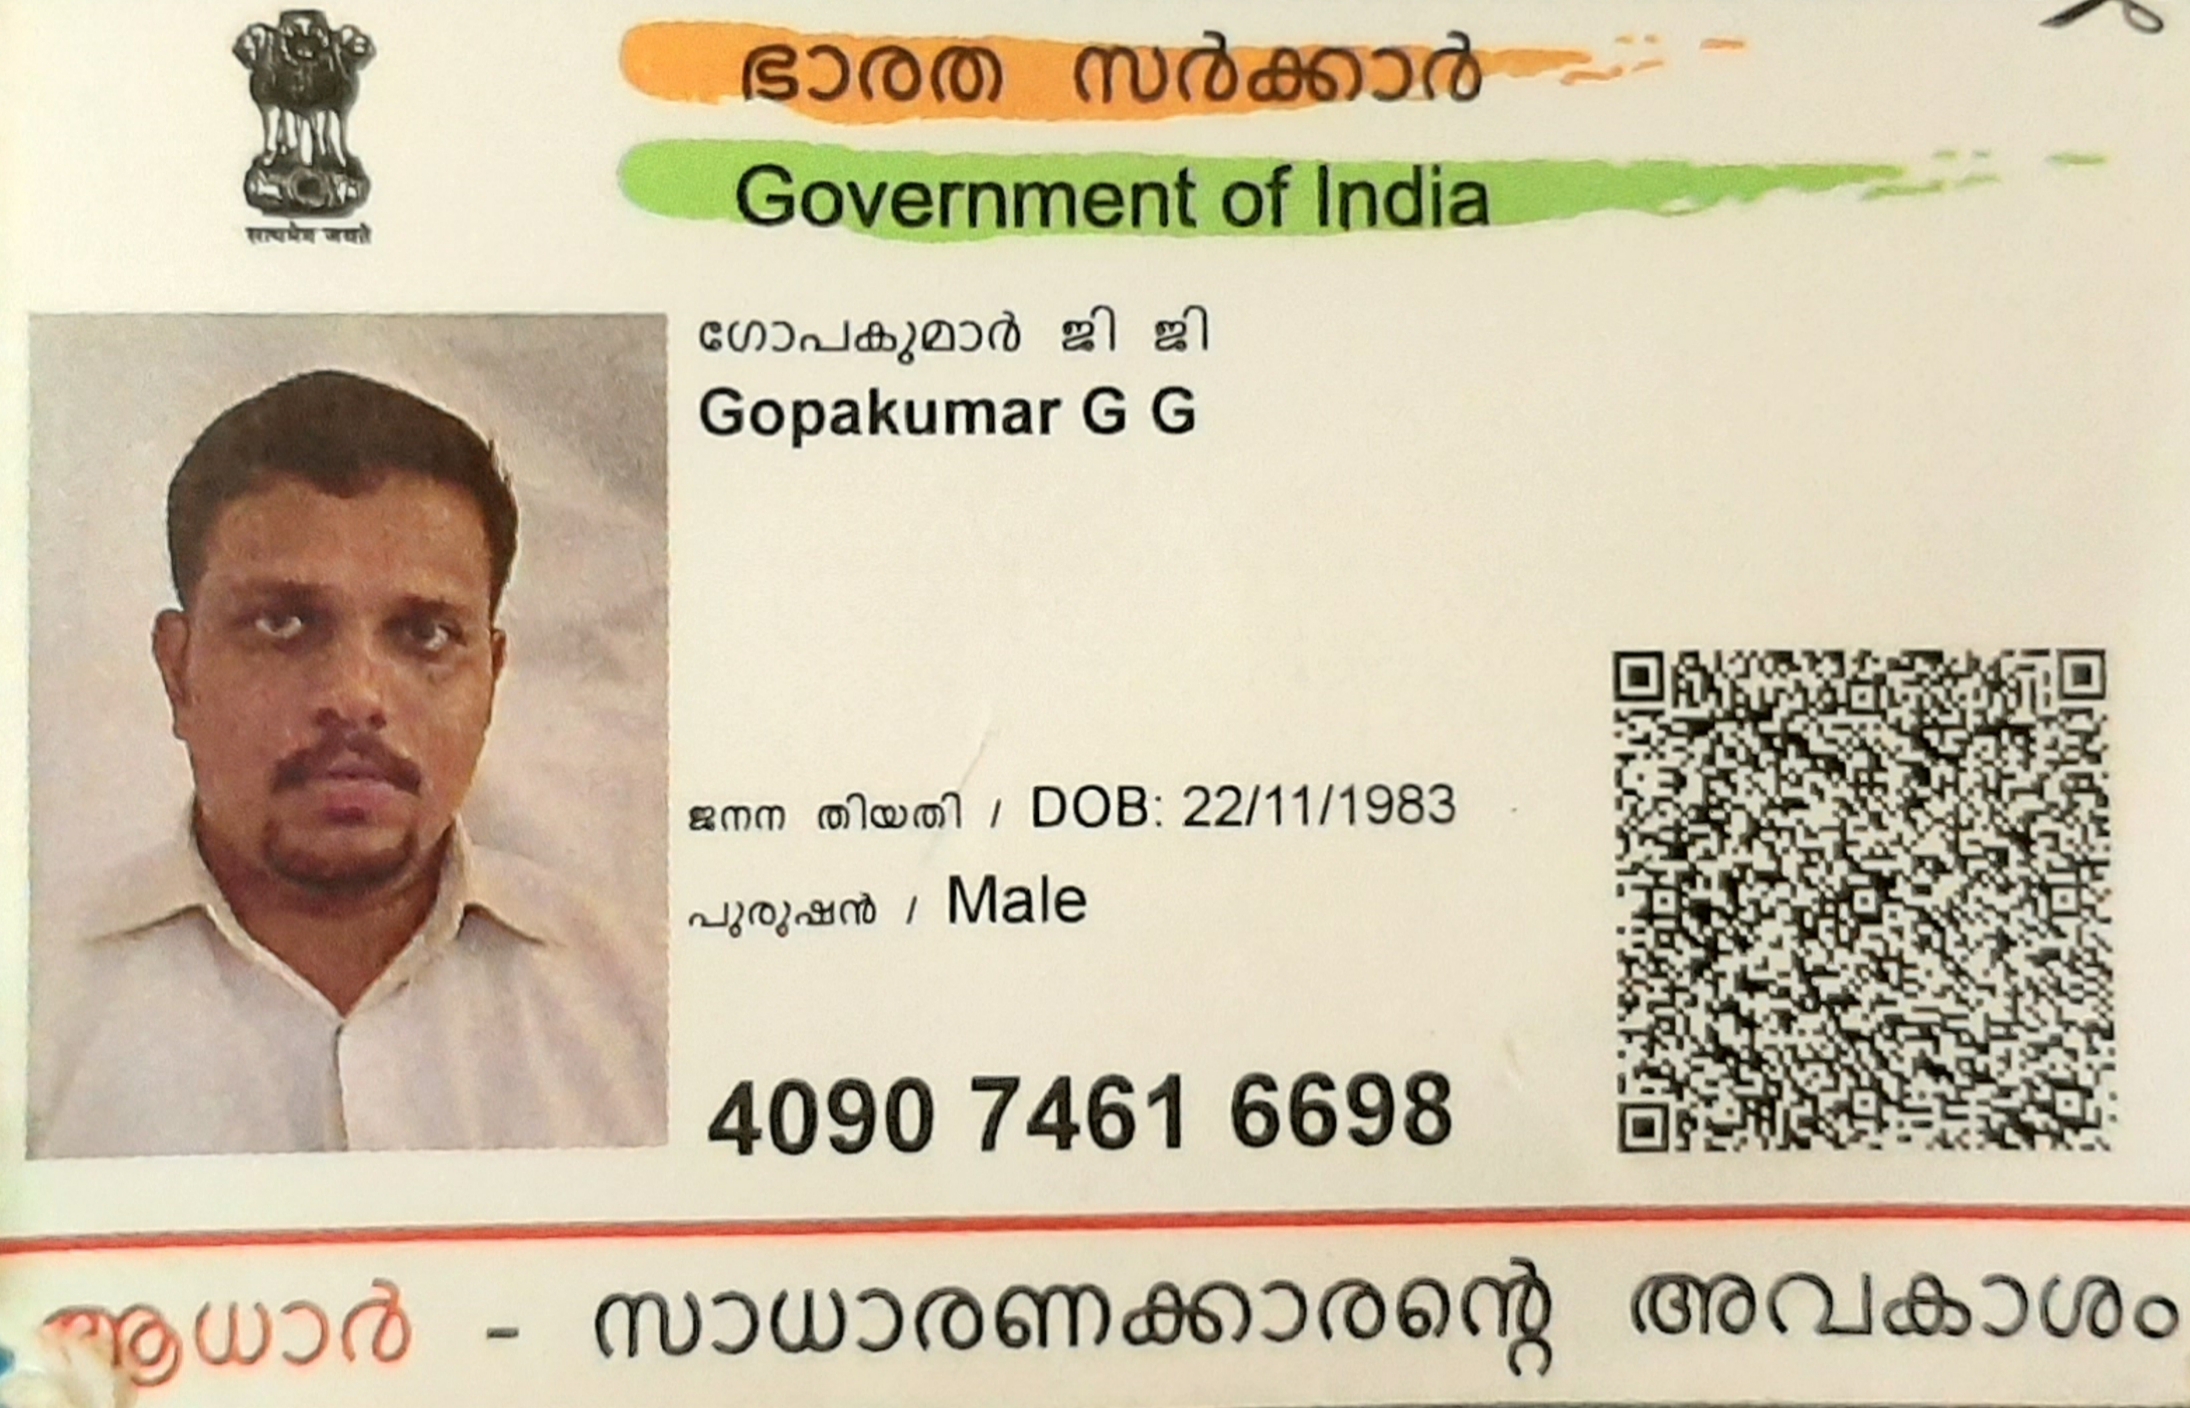 ഭാരത സർക്കാർ
Government of India
सत्यमेव जयते
ഗോപകുമാർ ജി ജി
Gopakumar G G
ജനന തിയതി / DOB: 22/11/1983
പുരുഷൻ / Male
4090 7461 6698
ആധാർ - സാധാരണക്കാരന്റെ അവകാശം